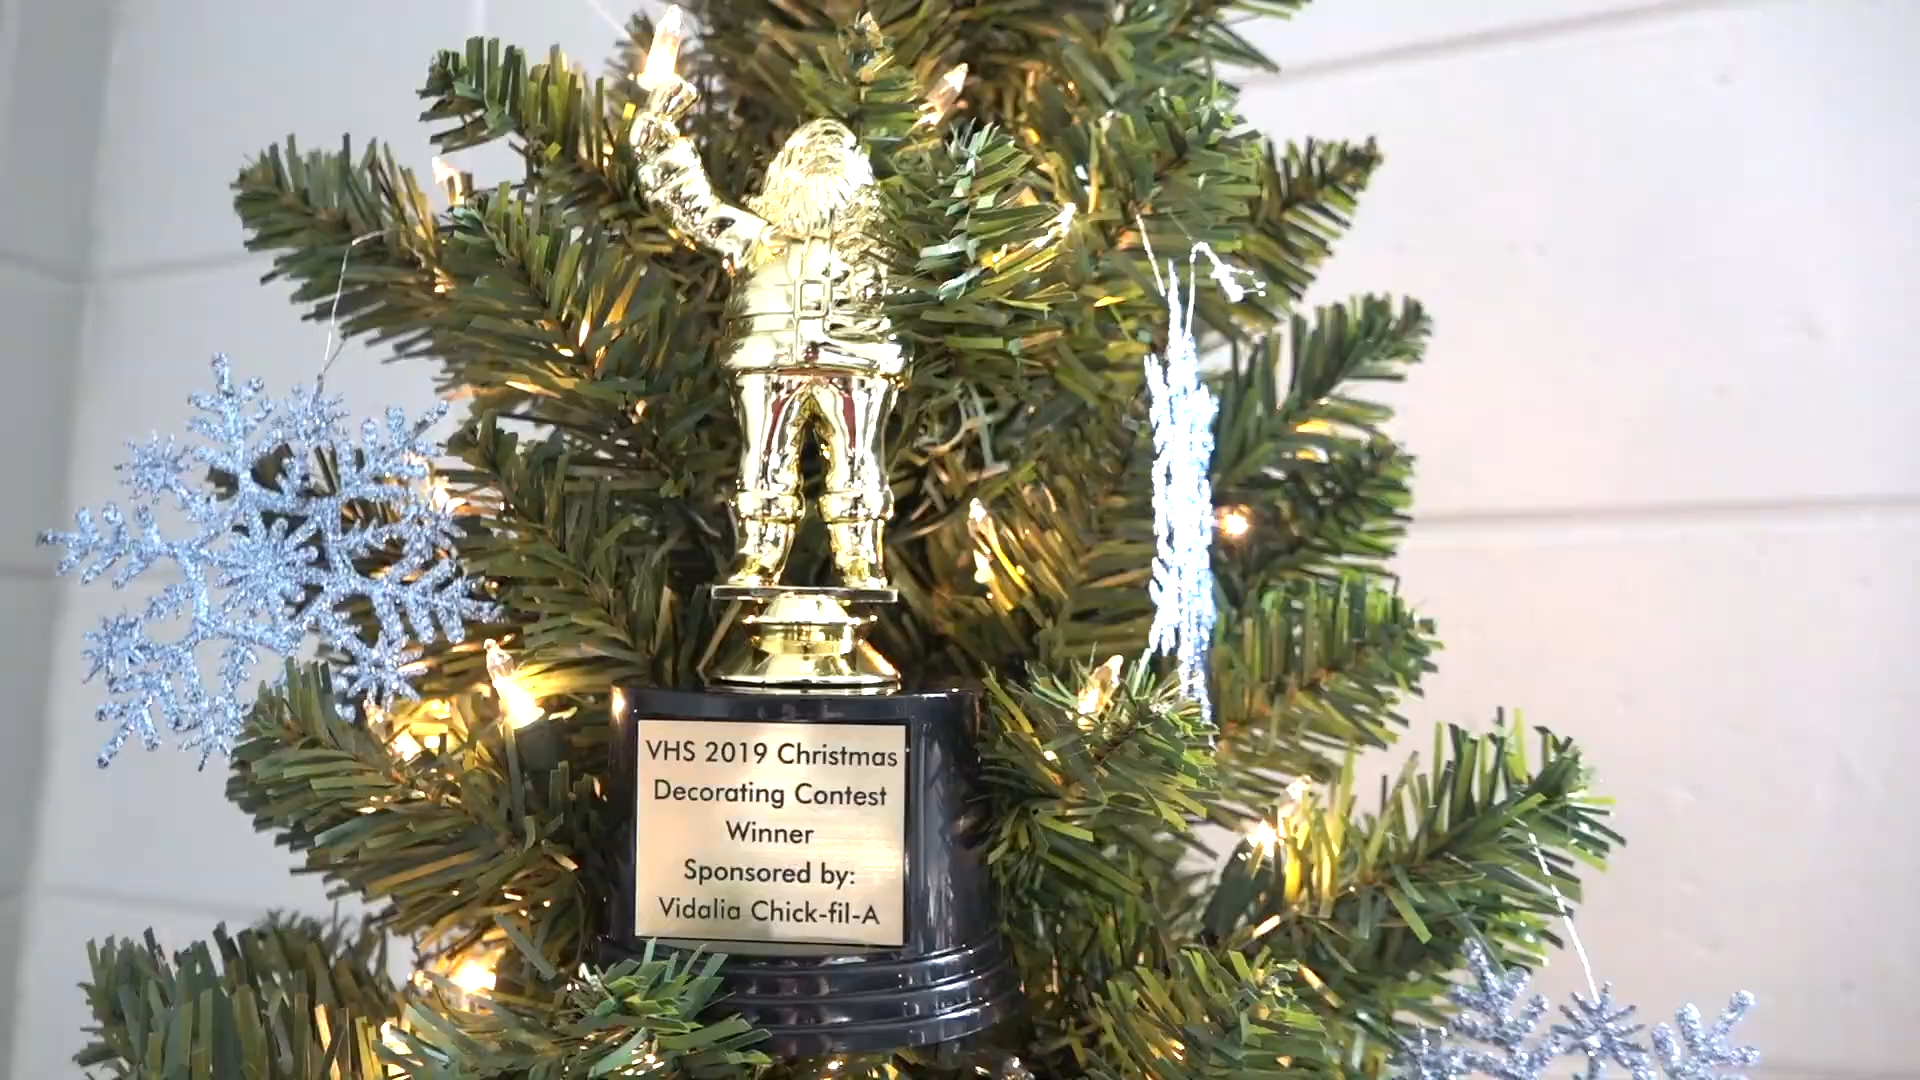 VHS 2019 Christmas
Decorating Contest
Winner
Sponsored by:
Vidalia Chick-fil-A